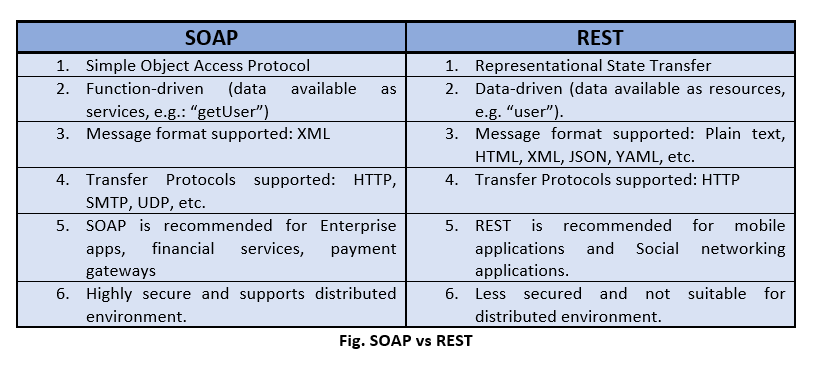 SOAP
REST
1. Simple Object Access Protocol
1. Representational State Transfer
2. Function-driven (data available as
services, e.g.: “getUser”)
2. Data-driven (data available as resources,
e.g. “user”).
3. Message format supported: XML
3. Message format supported: Plain text,
HTML, XML, JSON, YAML, etc.
4. Transfer Protocols supported: HTTP,
SMTP, UDP, etc.
4. Transfer Protocols supported: HTTP
5. SOAP is recommended for Enterprise
apps, financial services, payment
gateways
5. REST is recommended for mobile
applications and Social networking
applications.
6. Highly secure and supports distributed
environment.
6. Less secured and not suitable for
distributed environment.
Fig. SOAP vs REST